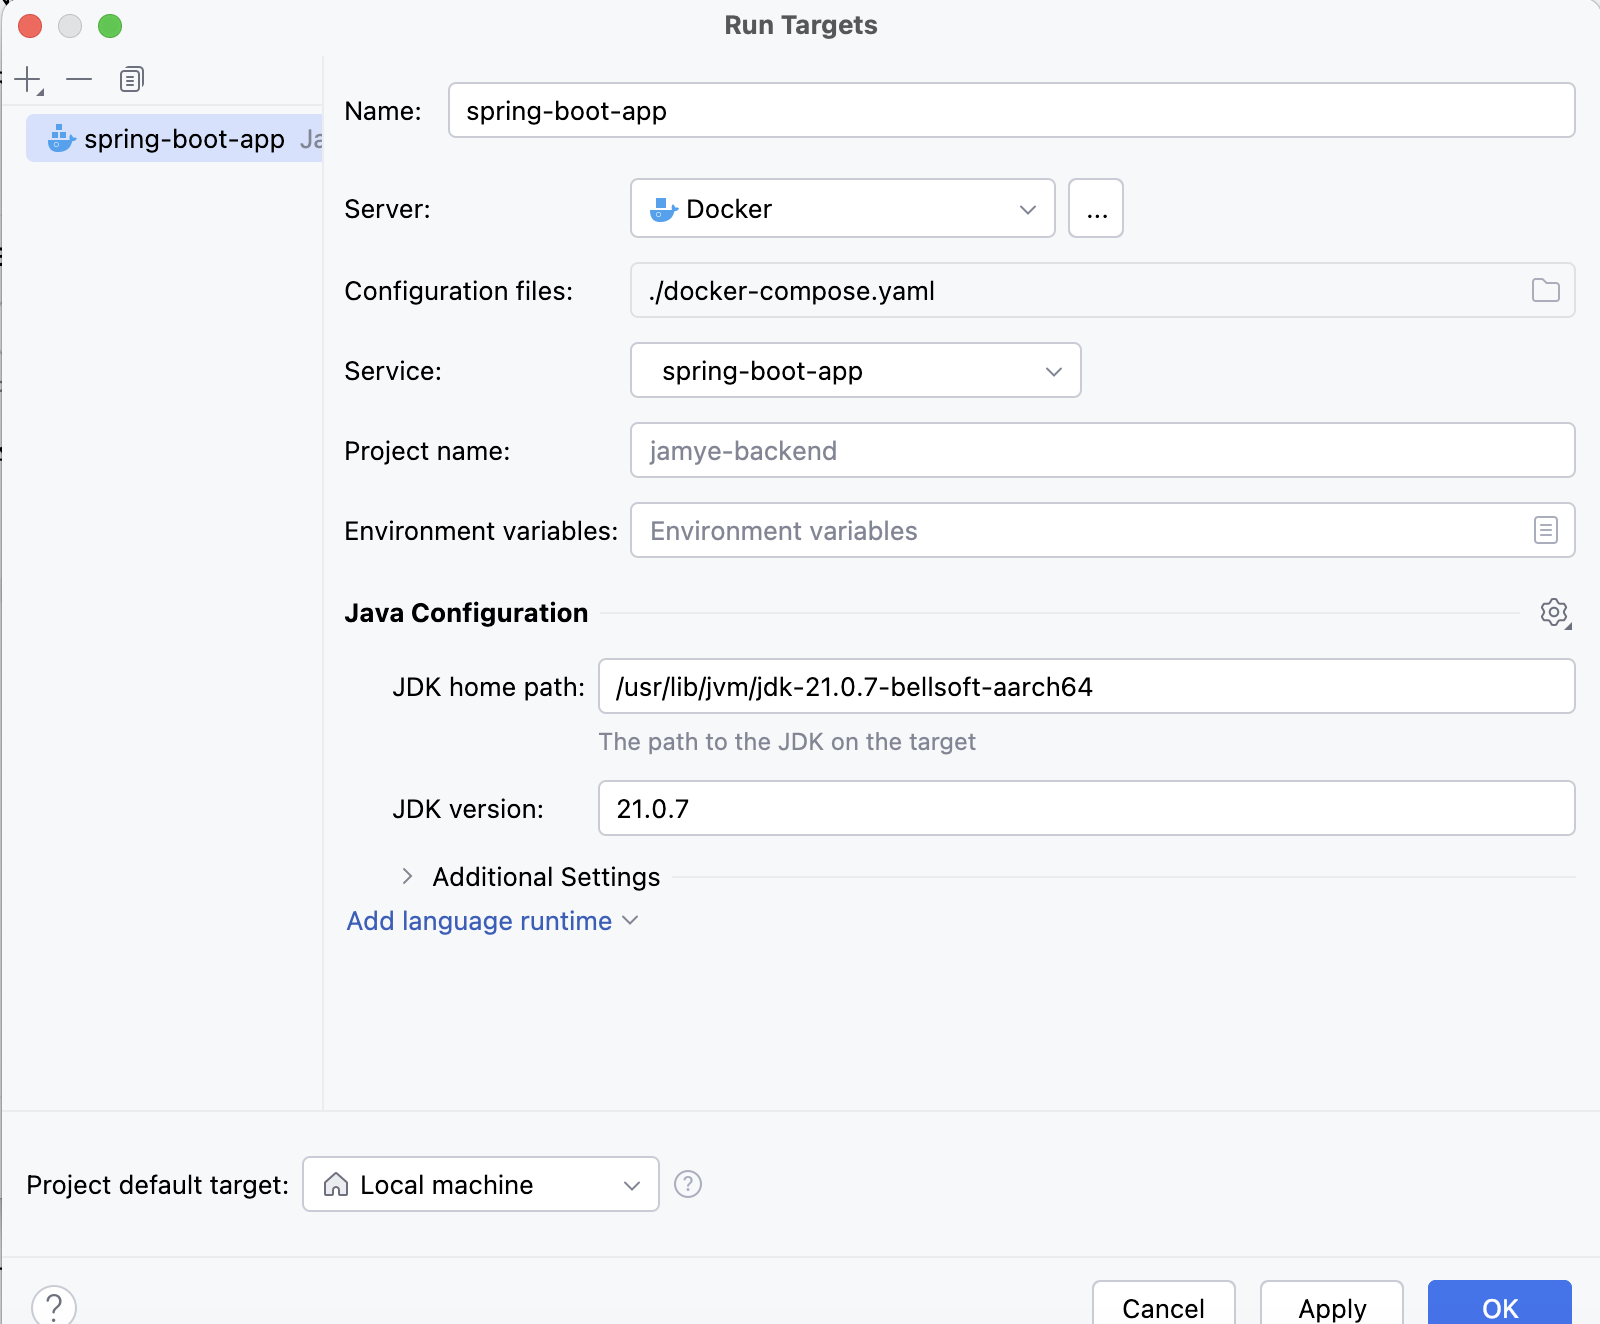 Run Targets
spring-boot-app Ja
Name: spring-boot-app
Server: Docker ...
Configuration files: ./docker-compose.yaml
Service: spring-boot-app
Project name: jamye-backend
Environment variables: Environment variables
Java Configuration
JDK home path: /usr/lib/jvm/jdk-21.0.7-bellsoft-aarch64
The path to the JDK on the target
JDK version: 21.0.7
Additional Settings
Add language runtime
Project default target: Local machine ?
? Cancel Apply OK